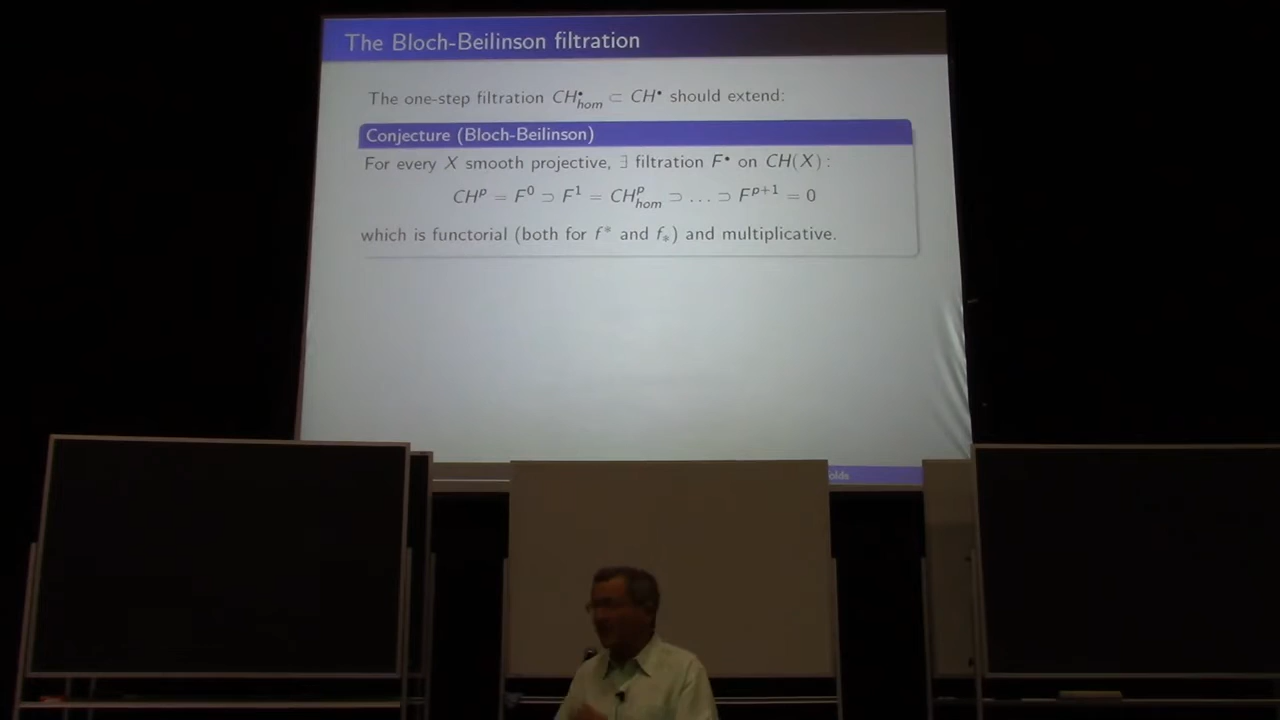 The Bloch-Beilinson filtration
The one-step filtration CH•hom ⊂ CH• should extend:
Conjecture (Bloch-Beilinson)
For every X smooth projective, ∃ filtration F• on CH(X):
CHᵖ = F⁰ ⊃ F¹ = CHᵖhom ⊃ … ⊃ Fᵖ⁺¹ = 0
which is functorial (both for f* and f∗) and multiplicative.
olds